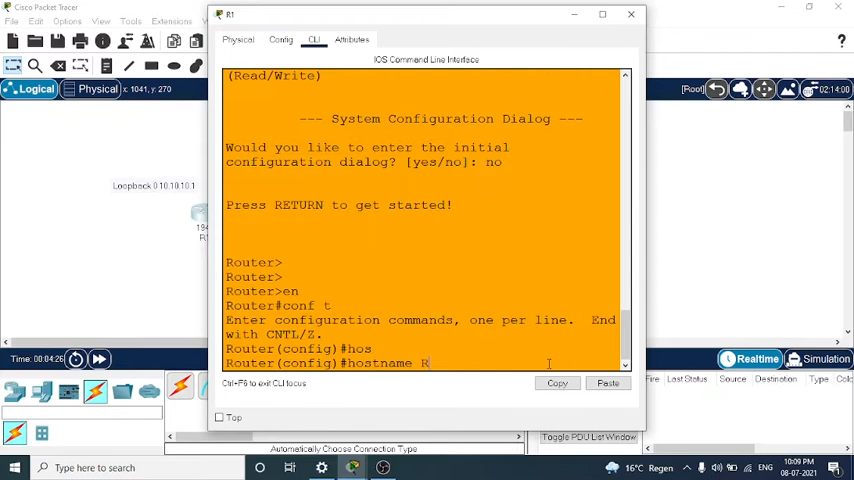 Cisco Packet Tracer
R1
File Edit Options View Tools Extensions
Physical Config CLI Attributes
IOS Command Line Interface
(Read/Write)
--- System Configuration Dialog ---
Would you like to enter the initial
configuration dialog? [yes/no]: no
Press RETURN to get started!
Router>
Router>
Router>en
Router#conf t
Enter configuration commands, one per line. End
with CNTL/Z.
Router(config)#hos
Router(config)#hostname R
Ctrl+F6 to exit CLI focus
Copy Paste
Top
Logical Physical x: 1041, y: 270
[Root] 02:14:00
Loopback 0 10.10.10.1
194
R1
Time: 00:04:26
Realtime Simulation
Fire Last Status Source Destination
Automatically Choose Connection Type
Toggle PDU List Window
Type here to search
16°C Regen
ENG
10:09 PM
08-07-2021